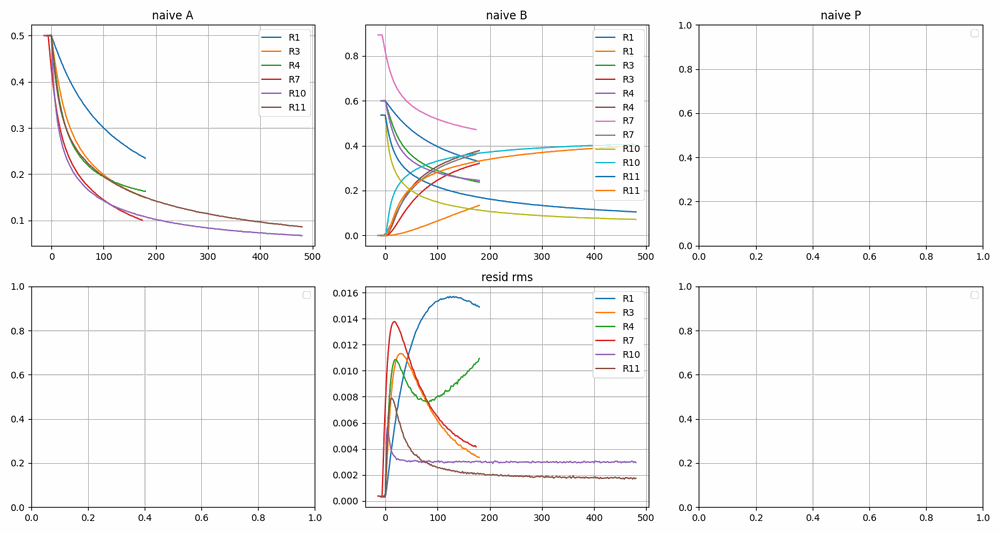 naive A
0.5
0.4
0.3
0.2
0.1
0
100
200
300
400
500
R1
R3
R4
R7
R10
R11
naive B
0.8
0.6
0.4
0.2
0.0
0
100
200
300
400
500
R1
R1
R3
R3
R4
R4
R7
R7
R10
R10
R11
R11
naive P
1.0
0.8
0.6
0.4
0.2
0.0
0.0
0.2
0.4
0.6
0.8
1.0
1.0
0.8
0.6
0.4
0.2
0.0
0.0
0.2
0.4
0.6
0.8
1.0
resid rms
0.016
0.014
0.012
0.010
0.008
0.006
0.004
0.002
0.000
0
100
200
300
400
500
R1
R3
R4
R7
R10
R11
1.0
0.8
0.6
0.4
0.2
0.0
0.0
0.2
0.4
0.6
0.8
1.0